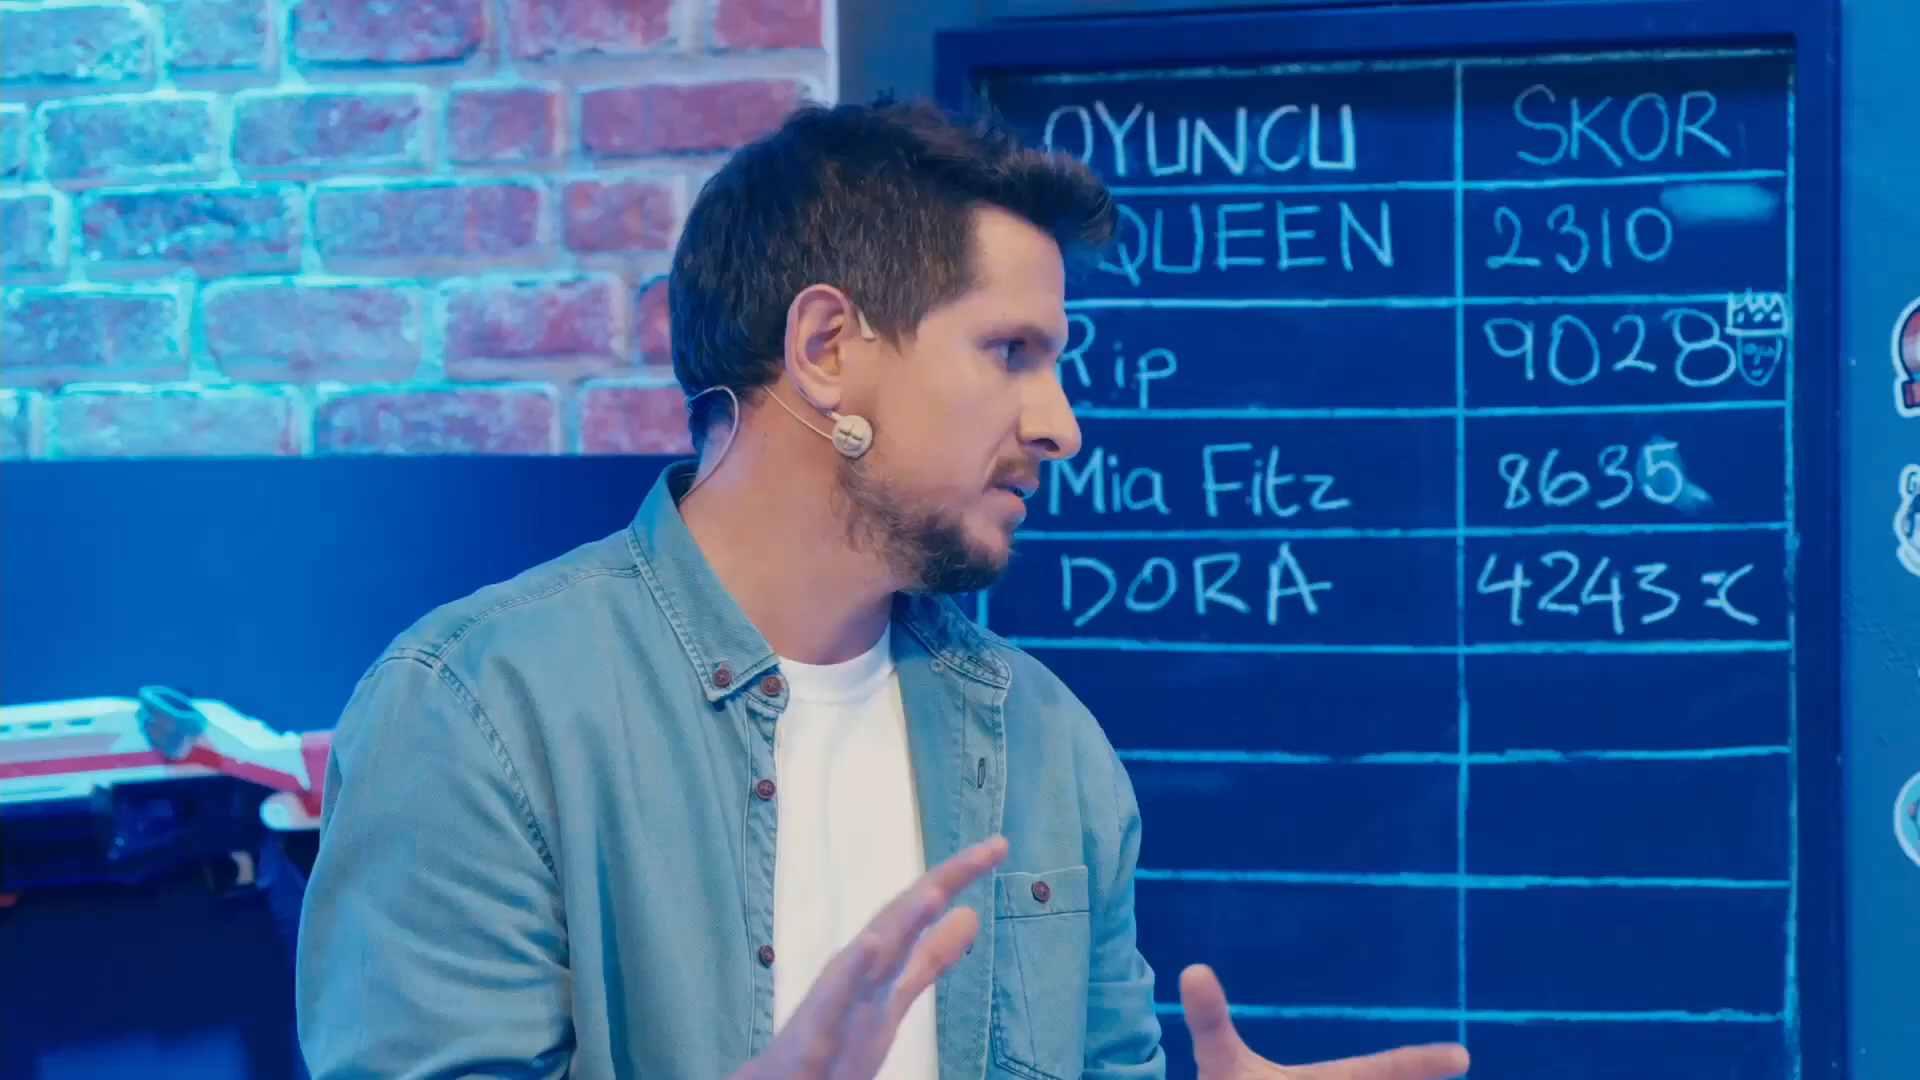 OYUNCU SKOR
QUEEN 2310
Rip 9028
Mia Fitz 8635
DORA 4243